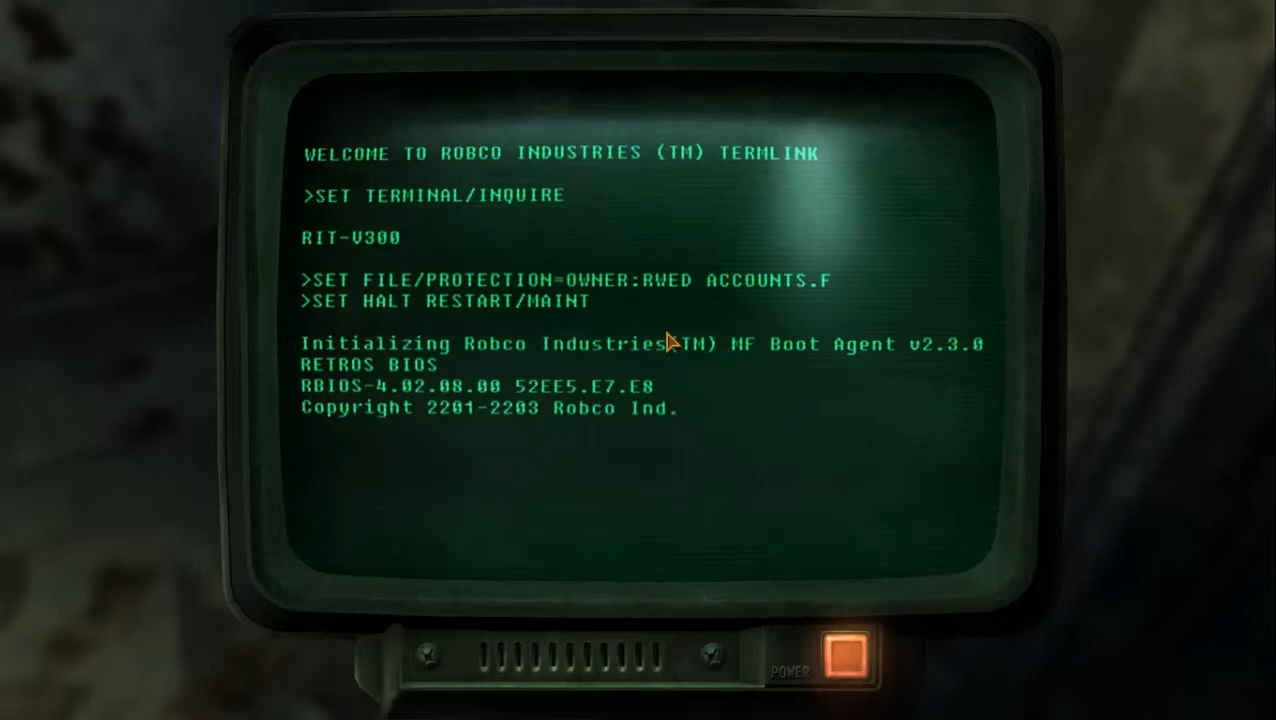 WELCOME TO ROBCO INDUSTRIES (TM) TERMLINK
>SET TERMINAL/INQUIRE
RIT-V300
>SET FILE/PROTECTION=OWNER:RWED ACCOUNTS.F
>SET HALT RESTART/MAINT
Initializing Robco Industries(TM) MF Boot Agent v2.3.0
RETROS BIOS
RBIOS-4.02.08.00 52EE5.E7.E8
Copyright 2201-2203 Robco Ind.
POWER